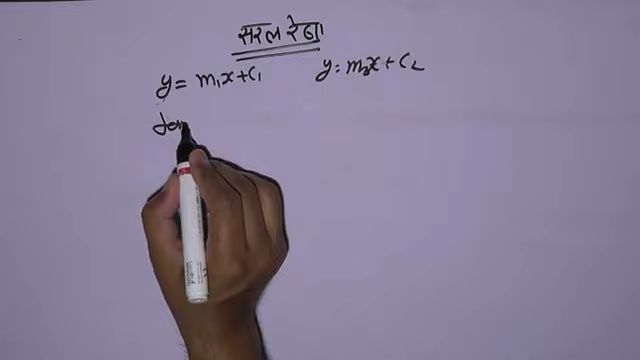 सरल रेखा
y = m₁x + c₁ y = m₂x + c₂